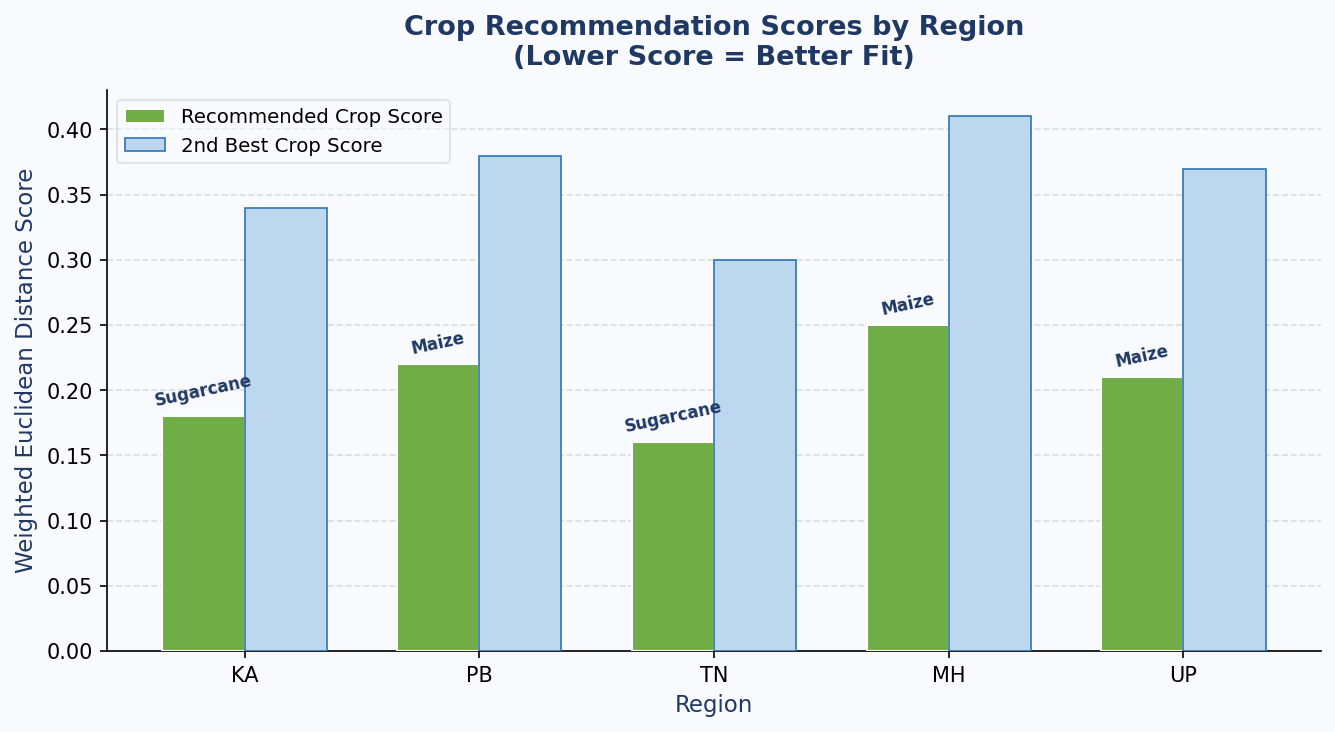 Crop Recommendation Scores by Region
(Lower Score = Better Fit)
Recommended Crop Score
2nd Best Crop Score
Weighted Euclidean Distance Score
0.40
0.35
0.30
0.25
0.20
0.15
0.10
0.05
0.00
Sugarcane
Maize
Sugarcane
Maize
Maize
KA PB TN MH UP
Region